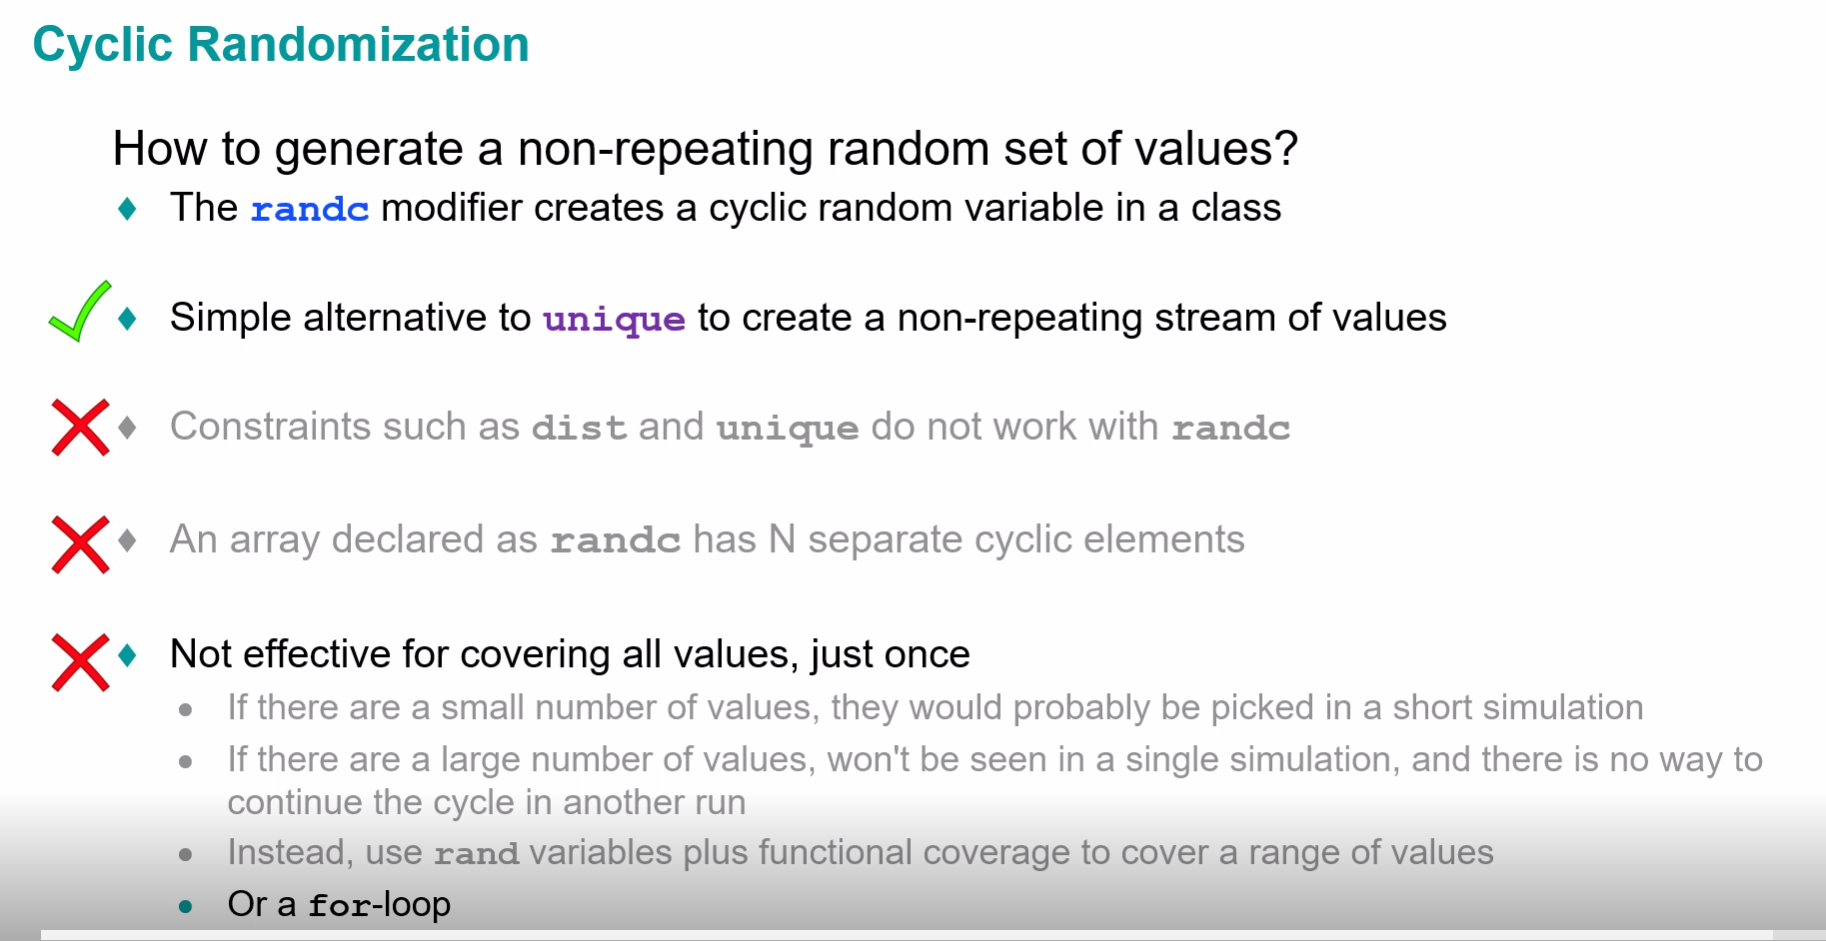 Cyclic Randomization
How to generate a non-repeating random set of values?
The randc modifier creates a cyclic random variable in a class
Simple alternative to unique to create a non-repeating stream of values
Constraints such as dist and unique do not work with randc
An array declared as randc has N separate cyclic elements
Not effective for covering all values, just once
If there are a small number of values, they would probably be picked in a short simulation
If there are a large number of values, won't be seen in a single simulation, and there is no way to
continue the cycle in another run
Instead, use rand variables plus functional coverage to cover a range of values
Or a for-loop